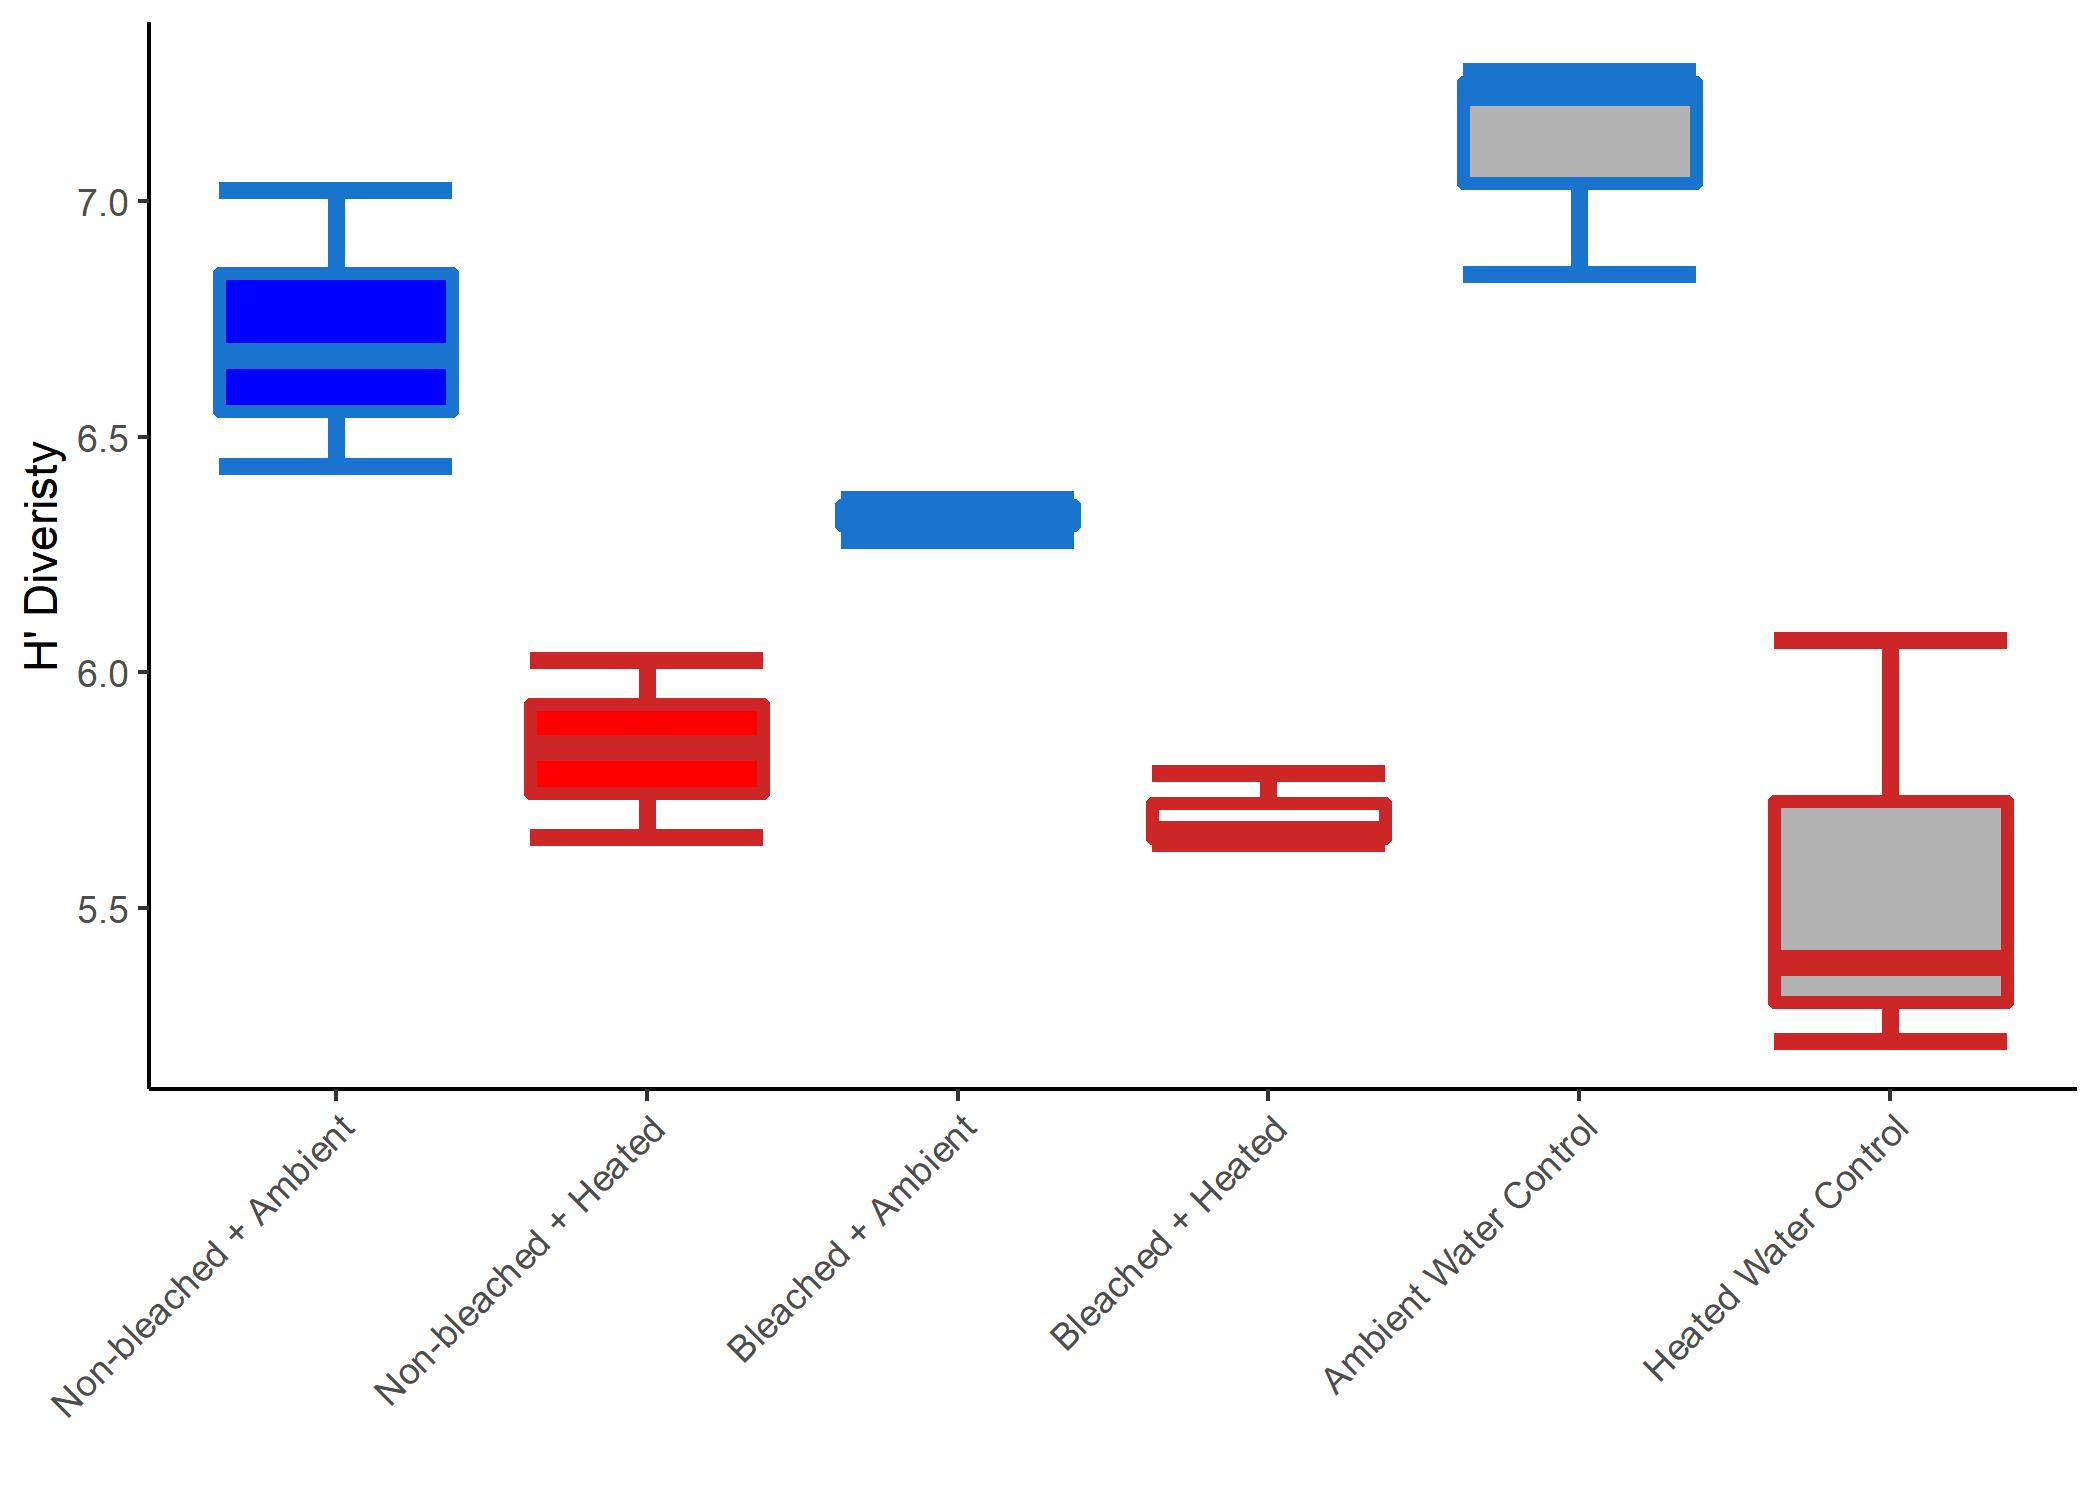 H' Diveristy
7.0
6.5
6.0
5.5
Non-bleached + Ambient
Non-bleached + Heated
Bleached + Ambient
Bleached + Heated
Ambient Water Control
Heated Water Control